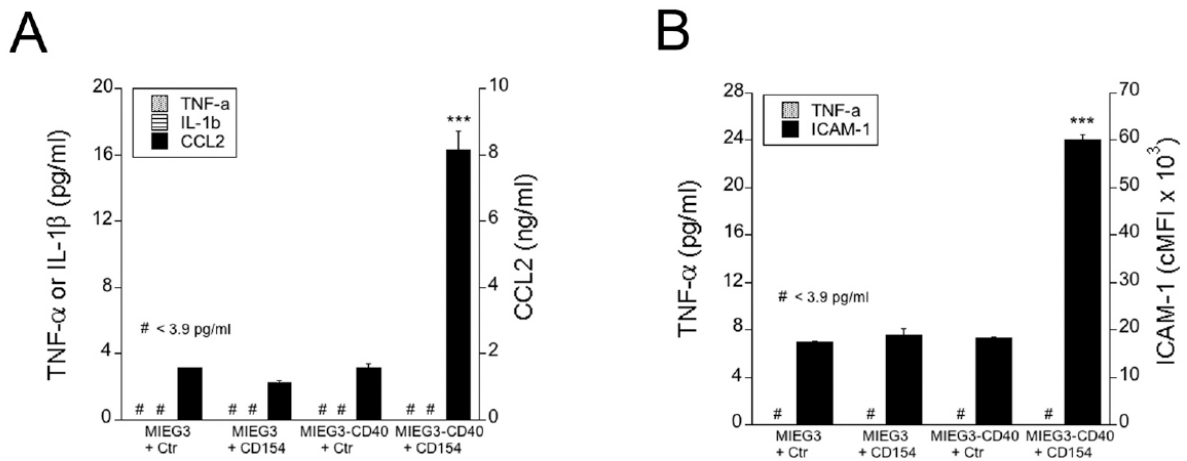 A
TNF-α or IL-1β (pg/ml)
20
16
12
8
4
0
TNF-a
IL-1b
CCL2
# < 3.9 pg/ml
***
# # # # # # # #
10
8
6
4
2
0
CCL2 (ng/ml)
MIEG3 MIEG3 MIEG3-CD40 MIEG3-CD40
+ Ctr + CD154 + Ctr + CD154
B
TNF-α (pg/ml)
28
24
20
16
12
8
4
0
TNF-a
ICAM-1
# < 3.9 pg/ml
***
# # # #
70
60
50
40
30
20
10
0
ICAM-1 (cMFI x 10³)
MIEG3 MIEG3 MIEG3-CD40 MIEG3-CD40
+ Ctr + CD154 + Ctr + CD154